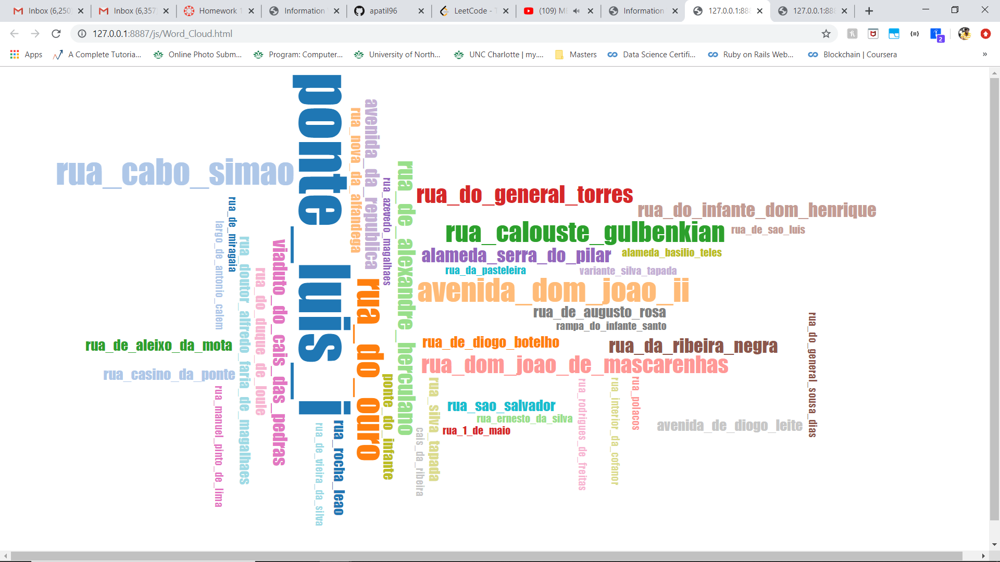 Inbox (6,250
Inbox (6,357
Homework 1
Information
apatil96
LeetCode - T
(109) M
Information
127.0.0.1:888
127.0.0.1:888
127.0.0.1:8887/js/Word_Cloud.html
2
Apps
A Complete Tutoria...
Online Photo Subm...
Program: Computer...
University of North...
UNC Charlotte | my....
Masters
Data Science Certifi...
Ruby on Rails Web...
Blockchain | Coursera
»
ponte_luis_i
rua_cabo_simao
rua_nova_da_alfandega
avenida_da_republica
rua_azevedo_magalhaes
rua_de_alexandre_herculano
rua_do_general_torres
rua_do_infante_dom_henrique
rua_calouste_gulbenkian
rua_de_sao_luis
alameda_serra_do_pilar
alameda_basilio_teles
rua_da_pasteleira
variante_silva_tapada
avenida_dom_joao_ii
rua_de_augusto_rosa
rampa_do_infante_santo
rua_de_diogo_botelho
rua_da_ribeira_negra
rua_dom_joao_de_mascarenhas
rua_do_general_sousa_dias
rua_de_miragaia
largo_de_antonio_calem
rua_doutor_alfredo_faria_de_magalhaes
rua_do_duque_de_loule
viaduto_do_cais_das_pedras
rua_do_ouro
rua_de_aleixo_da_mota
rua_casino_da_ponte
rua_manuel_pinto_de_lima
rua_de_vieira_da_silva
rua_rocha_leao
ponte_do_infante
cais_da_ribeira
rua_silva_tapada
rua_sao_salvador
rua_ernesto_da_silva
rua_1_de_maio
rua_rodrigues_de_freitas
rua_interior_da_cofanor
rua_polacos
avenida_de_diogo_leite